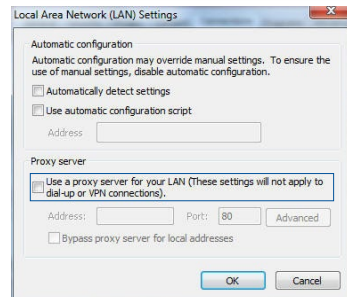 Local Area Network (LAN) Settings
Automatic configuration
Automatic configuration may override manual settings. To ensure the
use of manual settings, disable automatic configuration.
Automatically detect settings
Use automatic configuration script
Address
Proxy server
Use a proxy server for your LAN (These settings will not apply to
dial-up or VPN connections).
Address: Port: 80 Advanced
Bypass proxy server for local addresses
OK Cancel